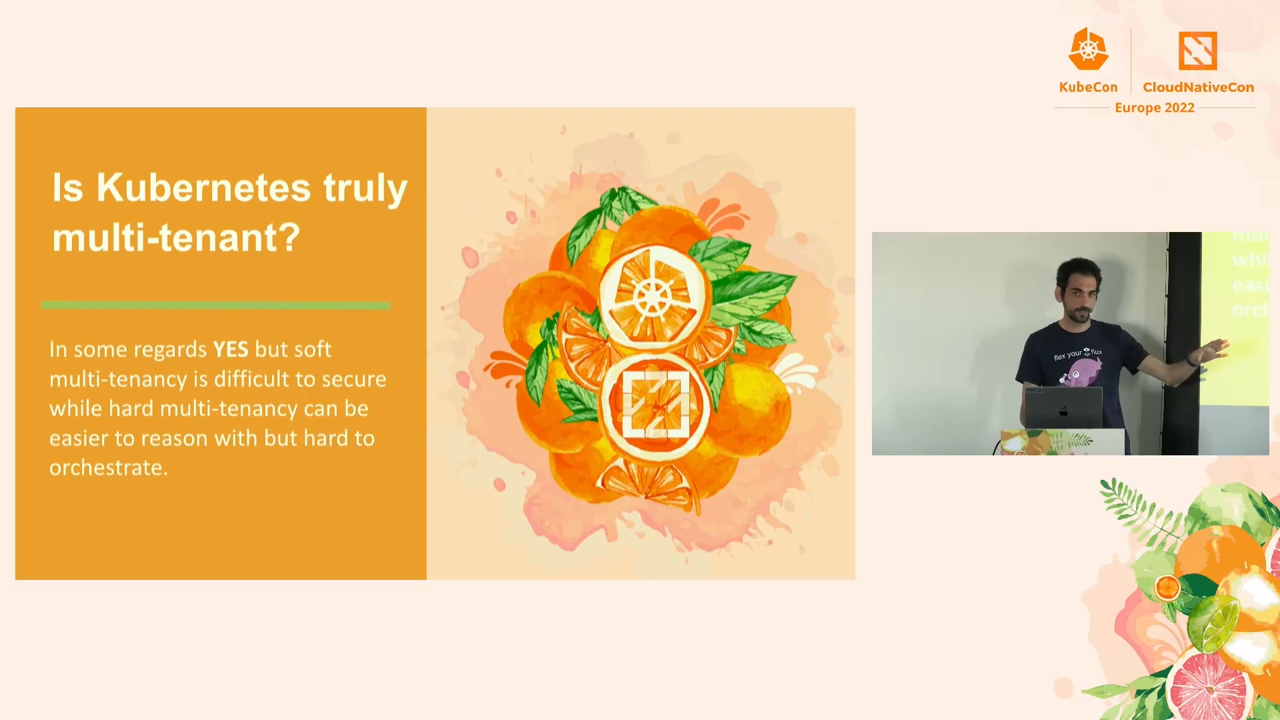 KubeCon
CloudNativeCon
Europe 2022
Is Kubernetes truly
multi-tenant?
In some regards YES but soft
multi-tenancy is difficult to secure
while hard multi-tenancy can be
easier to reason with but hard to
orchestrate.
flex your flux